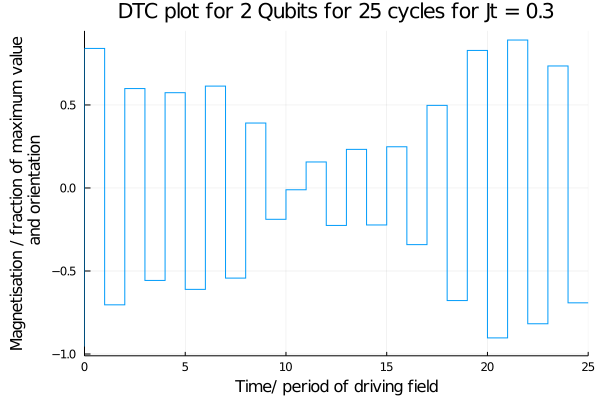 DTC plot for 2 Qubits for 25 cycles for Jt = 0.3
Magnetisation / fraction of maximum value
and orientation
0.5
0.0
−0.5
−1.0
0
5
10
15
20
25
Time/ period of driving field